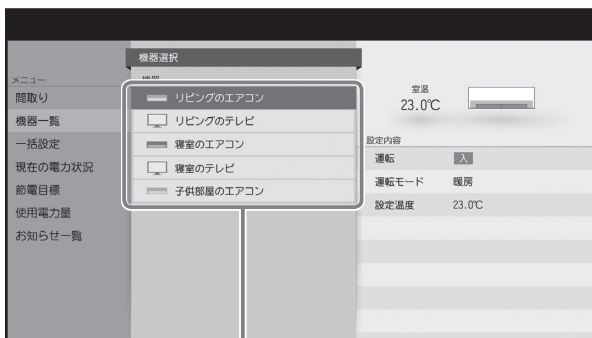 機器選択
メニュー
間取り
機器一覧
一括設定
現在の電力状況
節電目標
使用電力量
お知らせ一覧
リビングのエアコン
リビングのテレビ
寝室のエアコン
寝室のテレビ
子供部屋のエアコン
室温
23.0℃
設定内容
運転 入
運転モード 暖房
設定温度 23.0℃